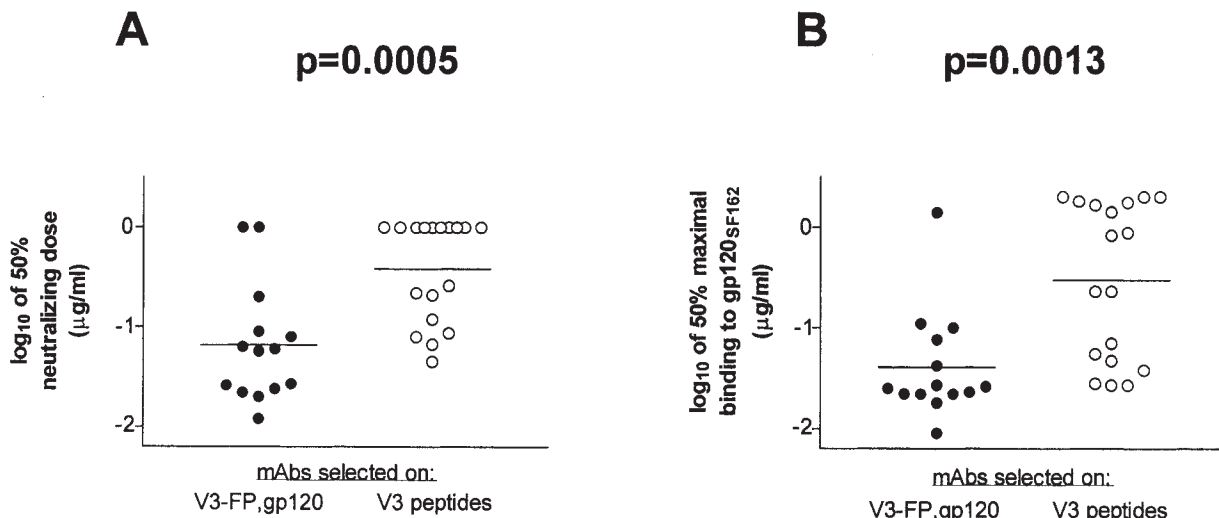 A
p=0.0005
log10 of 50%
neutralizing dose
(µg/ml)
0
-1
-2
mAbs selected on:
V3-FP,gp120 V3 peptides
B
p=0.0013
log10 of 50% maximal
binding to gp120SF162
(µg/ml)
0
-1
-2
mAbs selected on:
V3-FP,gp120 V3 peptides